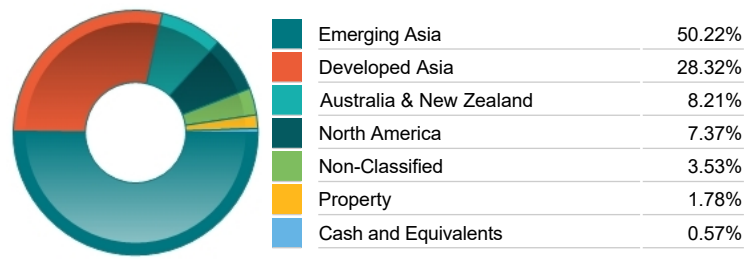 Emerging Asia 50.22%
Developed Asia 28.32%
Australia & New Zealand 8.21%
North America 7.37%
Non-Classified 3.53%
Property 1.78%
Cash and Equivalents 0.57%